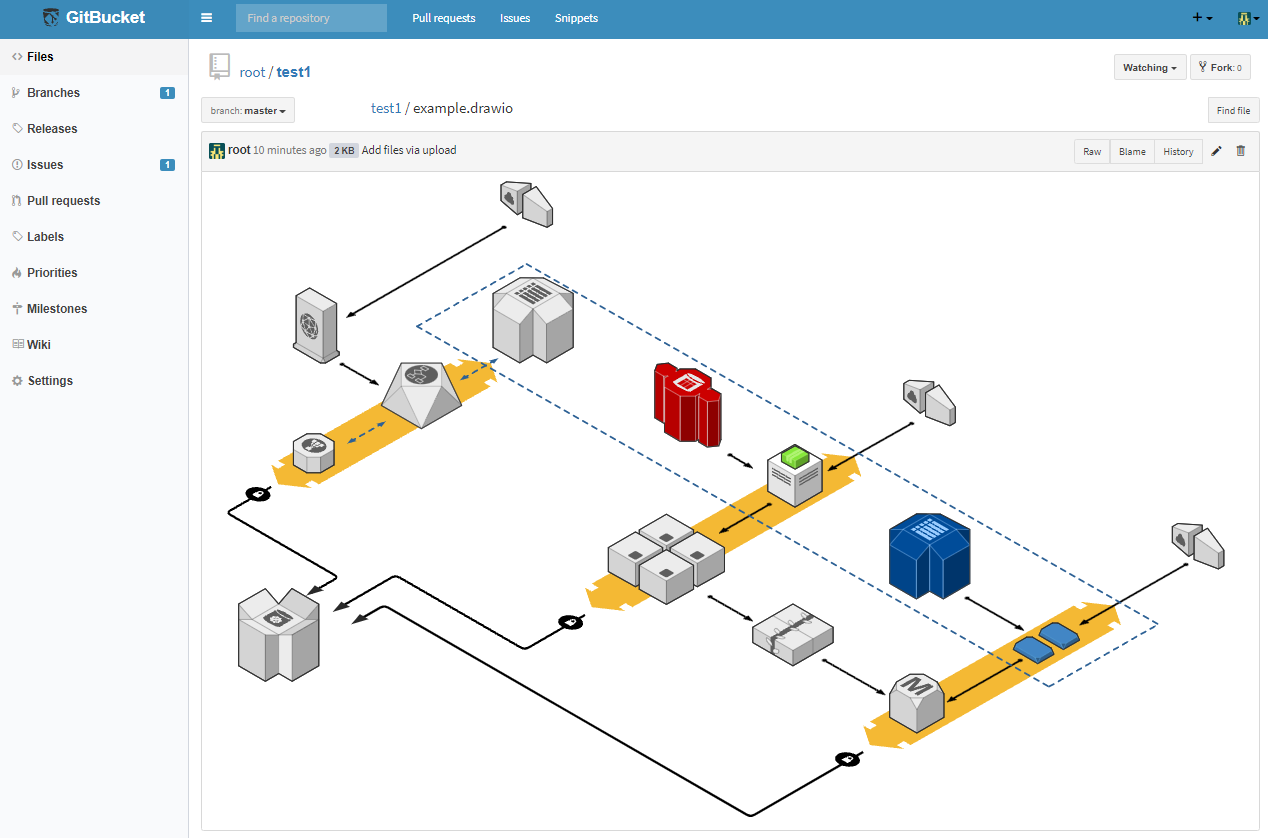 GitBucket
Find a repository
Pull requests Issues Snippets
Files
Branches 1
Releases
Issues 1
Pull requests
Labels
Priorities
Milestones
Wiki
Settings
root / test1
Watching
Fork: 0
branch: master
test1 / example.drawio
Find file
root 10 minutes ago 2 KB Add files via upload
Raw Blame History
M